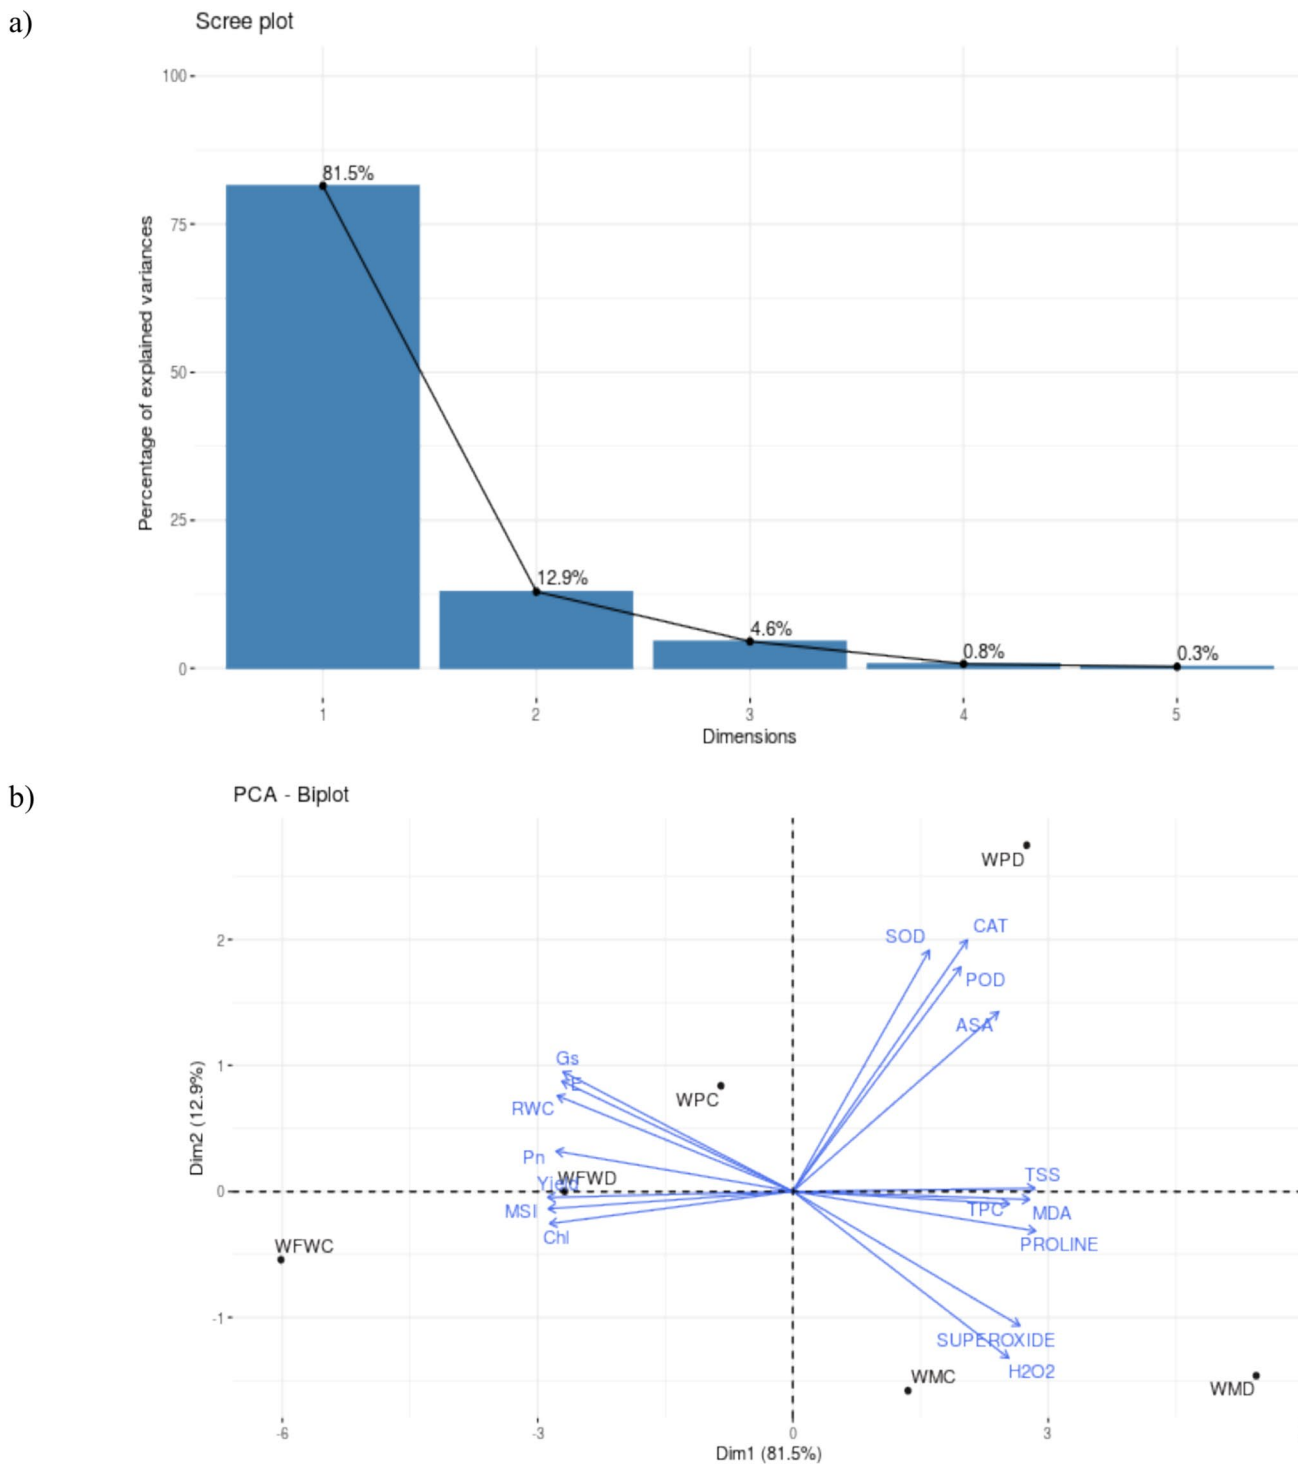 a)
Scree plot
100
75
50
25
0
81.5%
12.9%
4.6%
0.8%
0.3%
Percentage of explained variances
1 2 3 4 5
Dimensions
b)
PCA - Biplot
WPD
SOD
CAT
POD
ASA
Gs
E
RWC
WPC
Pn
Yield
WFWD
MSI
Chl
WFWC
TSS
TPC
MDA
PROLINE
SUPEROXIDE
H2O2
WMC
WMD
2
1
0
-1
Dim2 (12.9%)
-6 -3 0 3
Dim1 (81.5%)